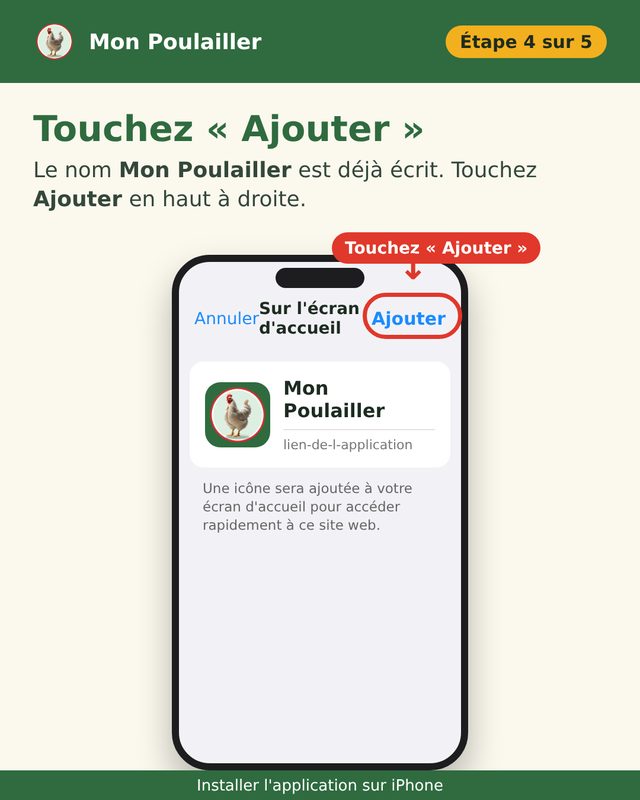 Mon Poulailler
Étape 4 sur 5
Touchez « Ajouter »
Le nom Mon Poulailler est déjà écrit. Touchez
Ajouter en haut à droite.
Touchez « Ajouter »
Annuler
Sur l'écran
d'accueil
Ajouter
Mon
Poulailler
lien-de-l-application
Une icône sera ajoutée à votre
écran d'accueil pour accéder
rapidement à ce site web.
Installer l'application sur iPhone